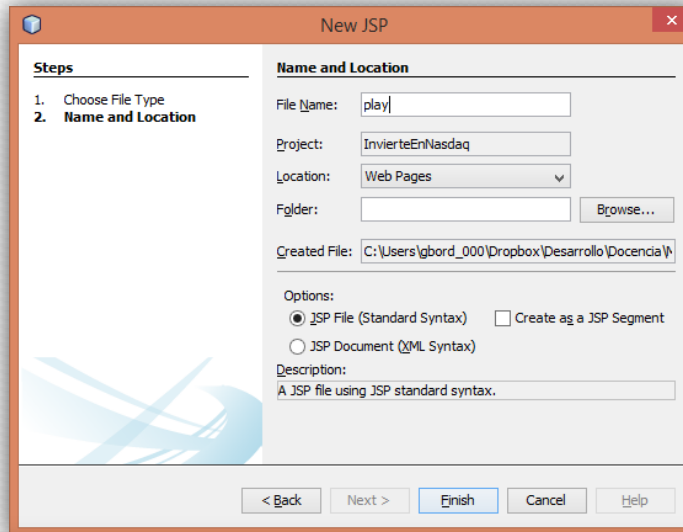 New JSP
Steps
1. Choose File Type
2. Name and Location
Name and Location
File Name: play
Project: InvierteEnNasdaq
Location: Web Pages
Folder: Browse...
Created File: C:\Users\gbord_000\Dropbox\Desarrollo\Docencia\
Options:
JSP File (Standard Syntax) Create as a JSP Segment
JSP Document (XML Syntax)
Description:
A JSP file using JSP standard syntax.
< Back Next > Finish Cancel Help